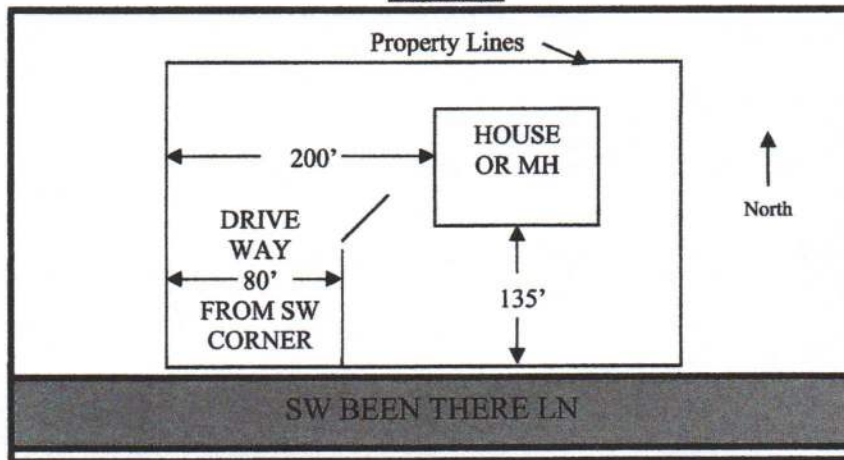 Property Lines
HOUSE
OR MH
200’
North
DRIVE
WAY
80’
FROM SW
CORNER
135’
SW BEEN THERE LN